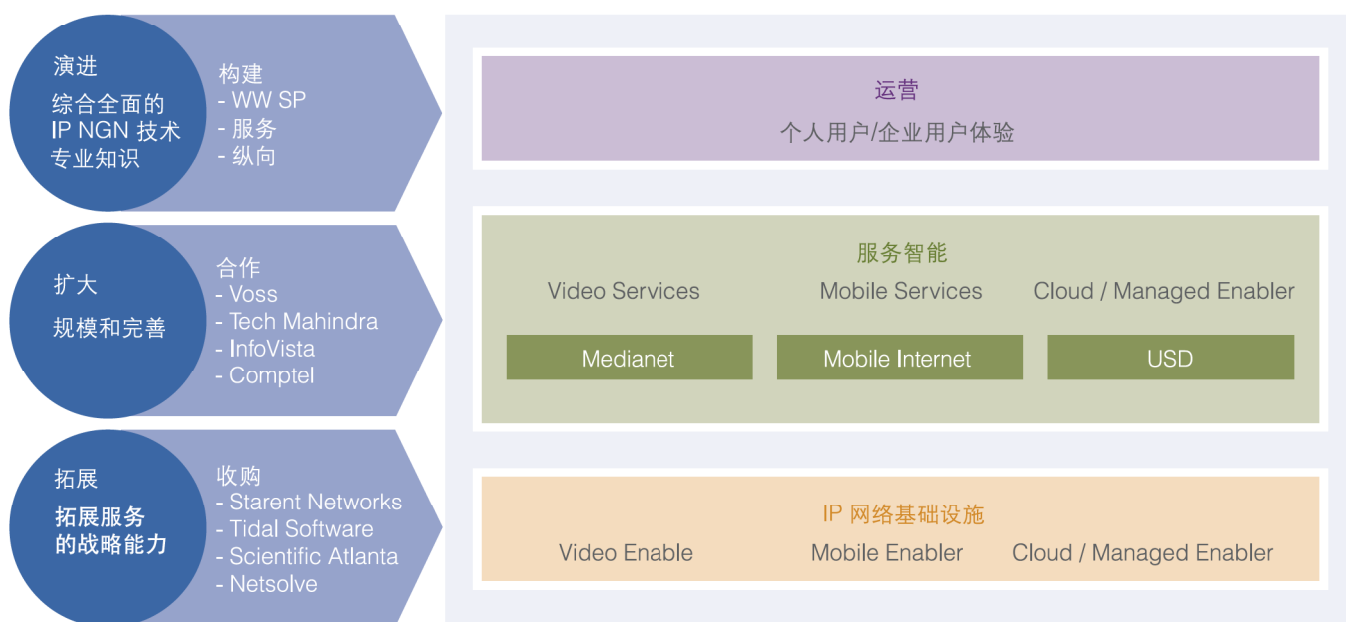 演进
综合全面的
IP NGN 技术
专业知识
构建
- WW SP
- 服务
- 纵向
扩大
规模和完善
合作
- Voss
- Tech Mahindra
- InfoVista
- Comptel
拓展
拓展服务
的战略能力
收购
- Starent Networks
- Tidal Software
- Scientific Atlanta
- Netsolve
运营
个人用户/企业用户体验
服务智能
Video Services
Mobile Services
Cloud / Managed Enabler
Medianet
Mobile Internet
USD
IP 网络基础设施
Video Enable
Mobile Enabler
Cloud / Managed Enabler